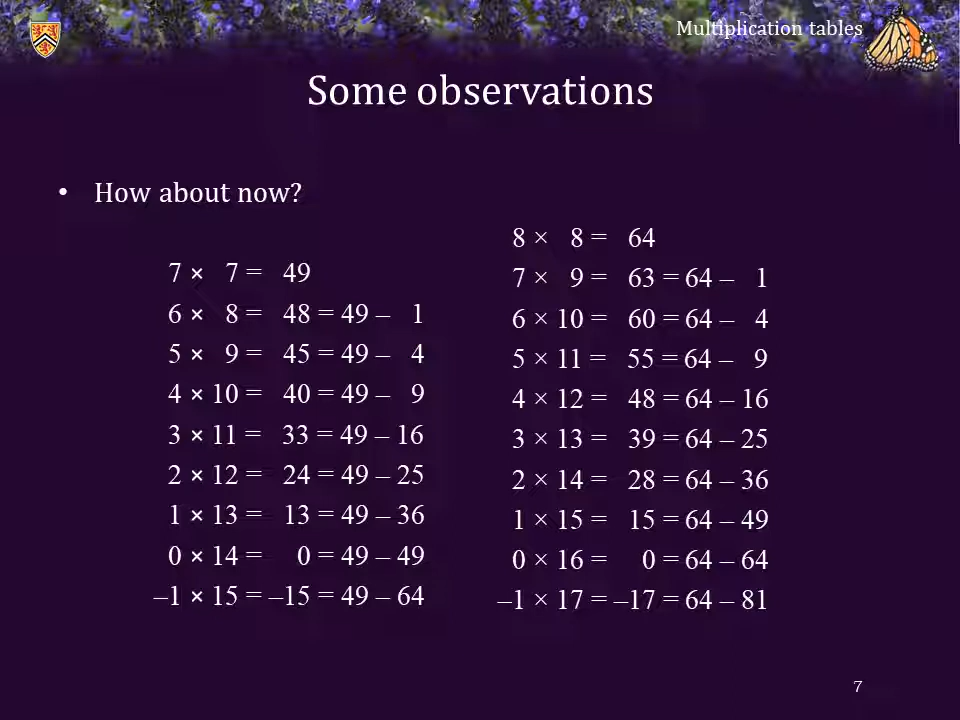 Multiplication tables
Some observations
• How about now?
7 × 7 = 49
6 × 8 = 48 = 49 – 1
5 × 9 = 45 = 49 – 4
4 × 10 = 40 = 49 – 9
3 × 11 = 33 = 49 – 16
2 × 12 = 24 = 49 – 25
1 × 13 = 13 = 49 – 36
0 × 14 = 0 = 49 – 49
–1 × 15 = –15 = 49 – 64
8 × 8 = 64
7 × 9 = 63 = 64 – 1
6 × 10 = 60 = 64 – 4
5 × 11 = 55 = 64 – 9
4 × 12 = 48 = 64 – 16
3 × 13 = 39 = 64 – 25
2 × 14 = 28 = 64 – 36
1 × 15 = 15 = 64 – 49
0 × 16 = 0 = 64 – 64
–1 × 17 = –17 = 64 – 81
7